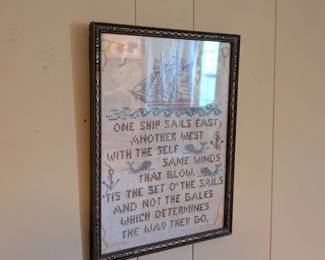 ONE SHIP SAILS EAST,
ANOTHER WEST
WITH THE SELF
SAME WINDS
THAT BLOW.
'TIS THE SET O' THE SAILS
AND NOT THE GALES
WHICH DETERMINES
THE WAY THEY GO.